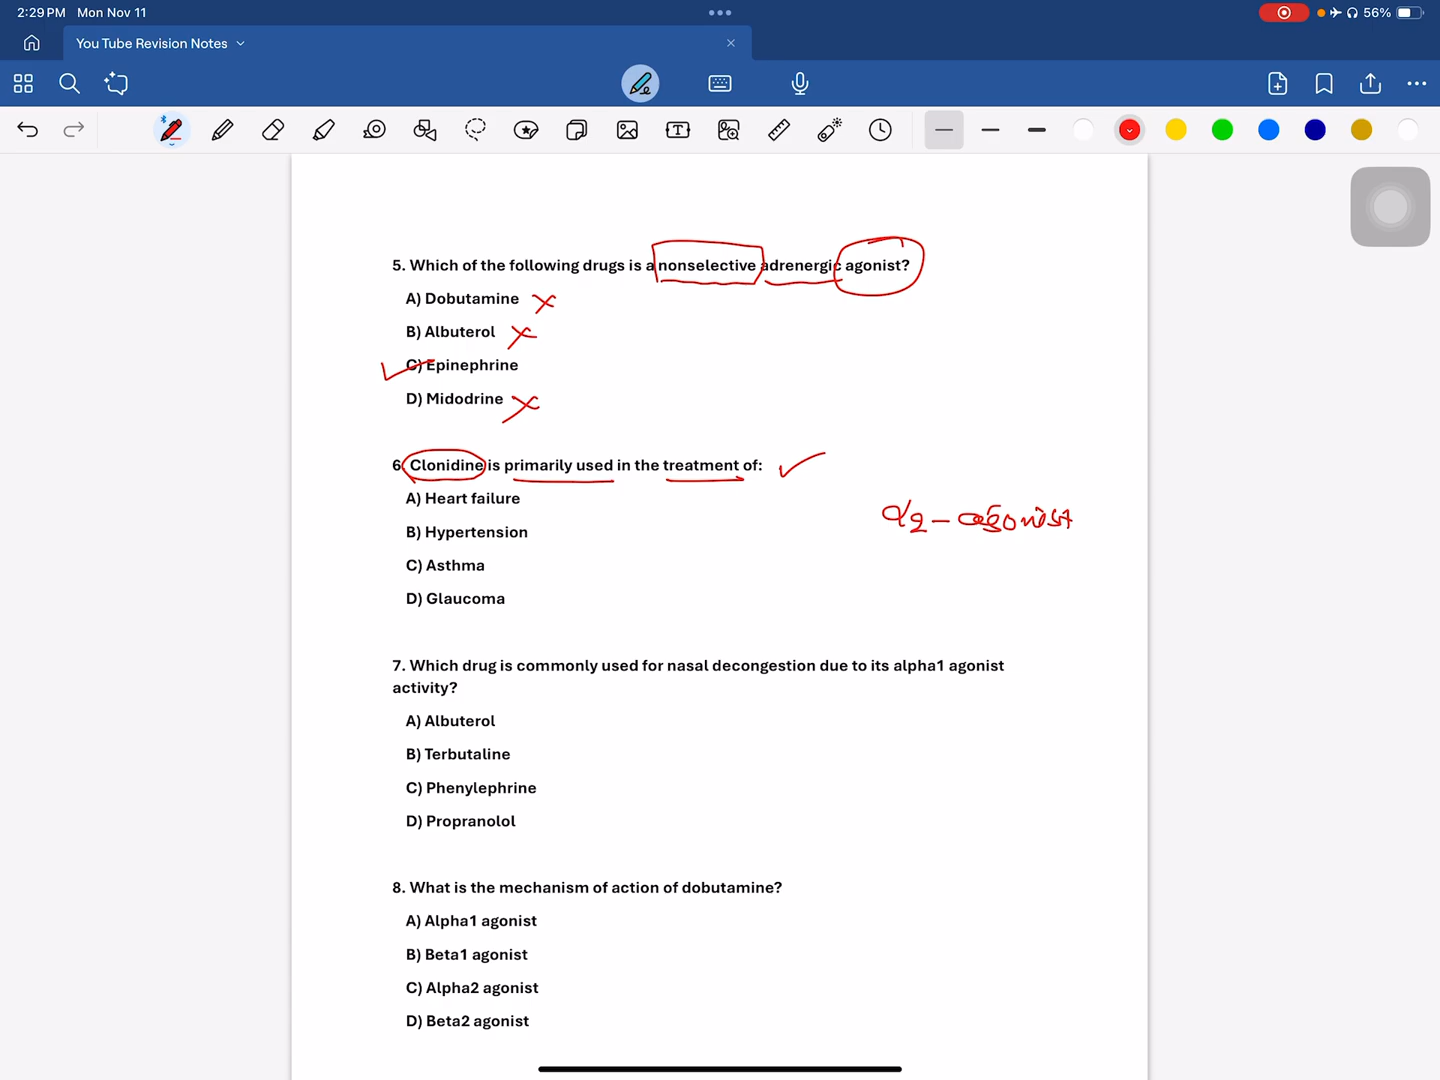 2:29 PM Mon Nov 11
56%
You Tube Revision Notes
5. Which of the following drugs is a nonselective adrenergic agonist?
A) Dobutamine
B) Albuterol
C) Epinephrine
D) Midodrine
6 Clonidine is primarily used in the treatment of:
A) Heart failure
α2 - agonist
B) Hypertension
C) Asthma
D) Glaucoma
7. Which drug is commonly used for nasal decongestion due to its alpha1 agonist
activity?
A) Albuterol
B) Terbutaline
C) Phenylephrine
D) Propranolol
8. What is the mechanism of action of dobutamine?
A) Alpha1 agonist
B) Beta1 agonist
C) Alpha2 agonist
D) Beta2 agonist